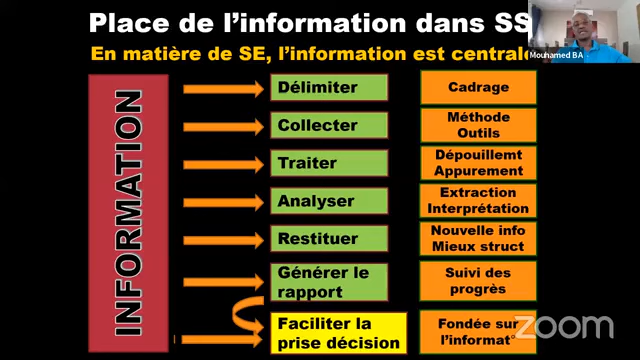 Place de l'information dans SS
En matière de SE, l'information est centrale
Mouhamed BA
INFORMATION
Délimiter
Cadrage
Collecter
Méthode
Outils
Traiter
Dépouillemt
Appurement
Analyser
Extraction
Interprétation
Restituer
Nouvelle info
Mieux struct
Générer le
rapport
Suivi des
progrès
Faciliter la
prise décision
Fondée sur
l'informat°
zoom